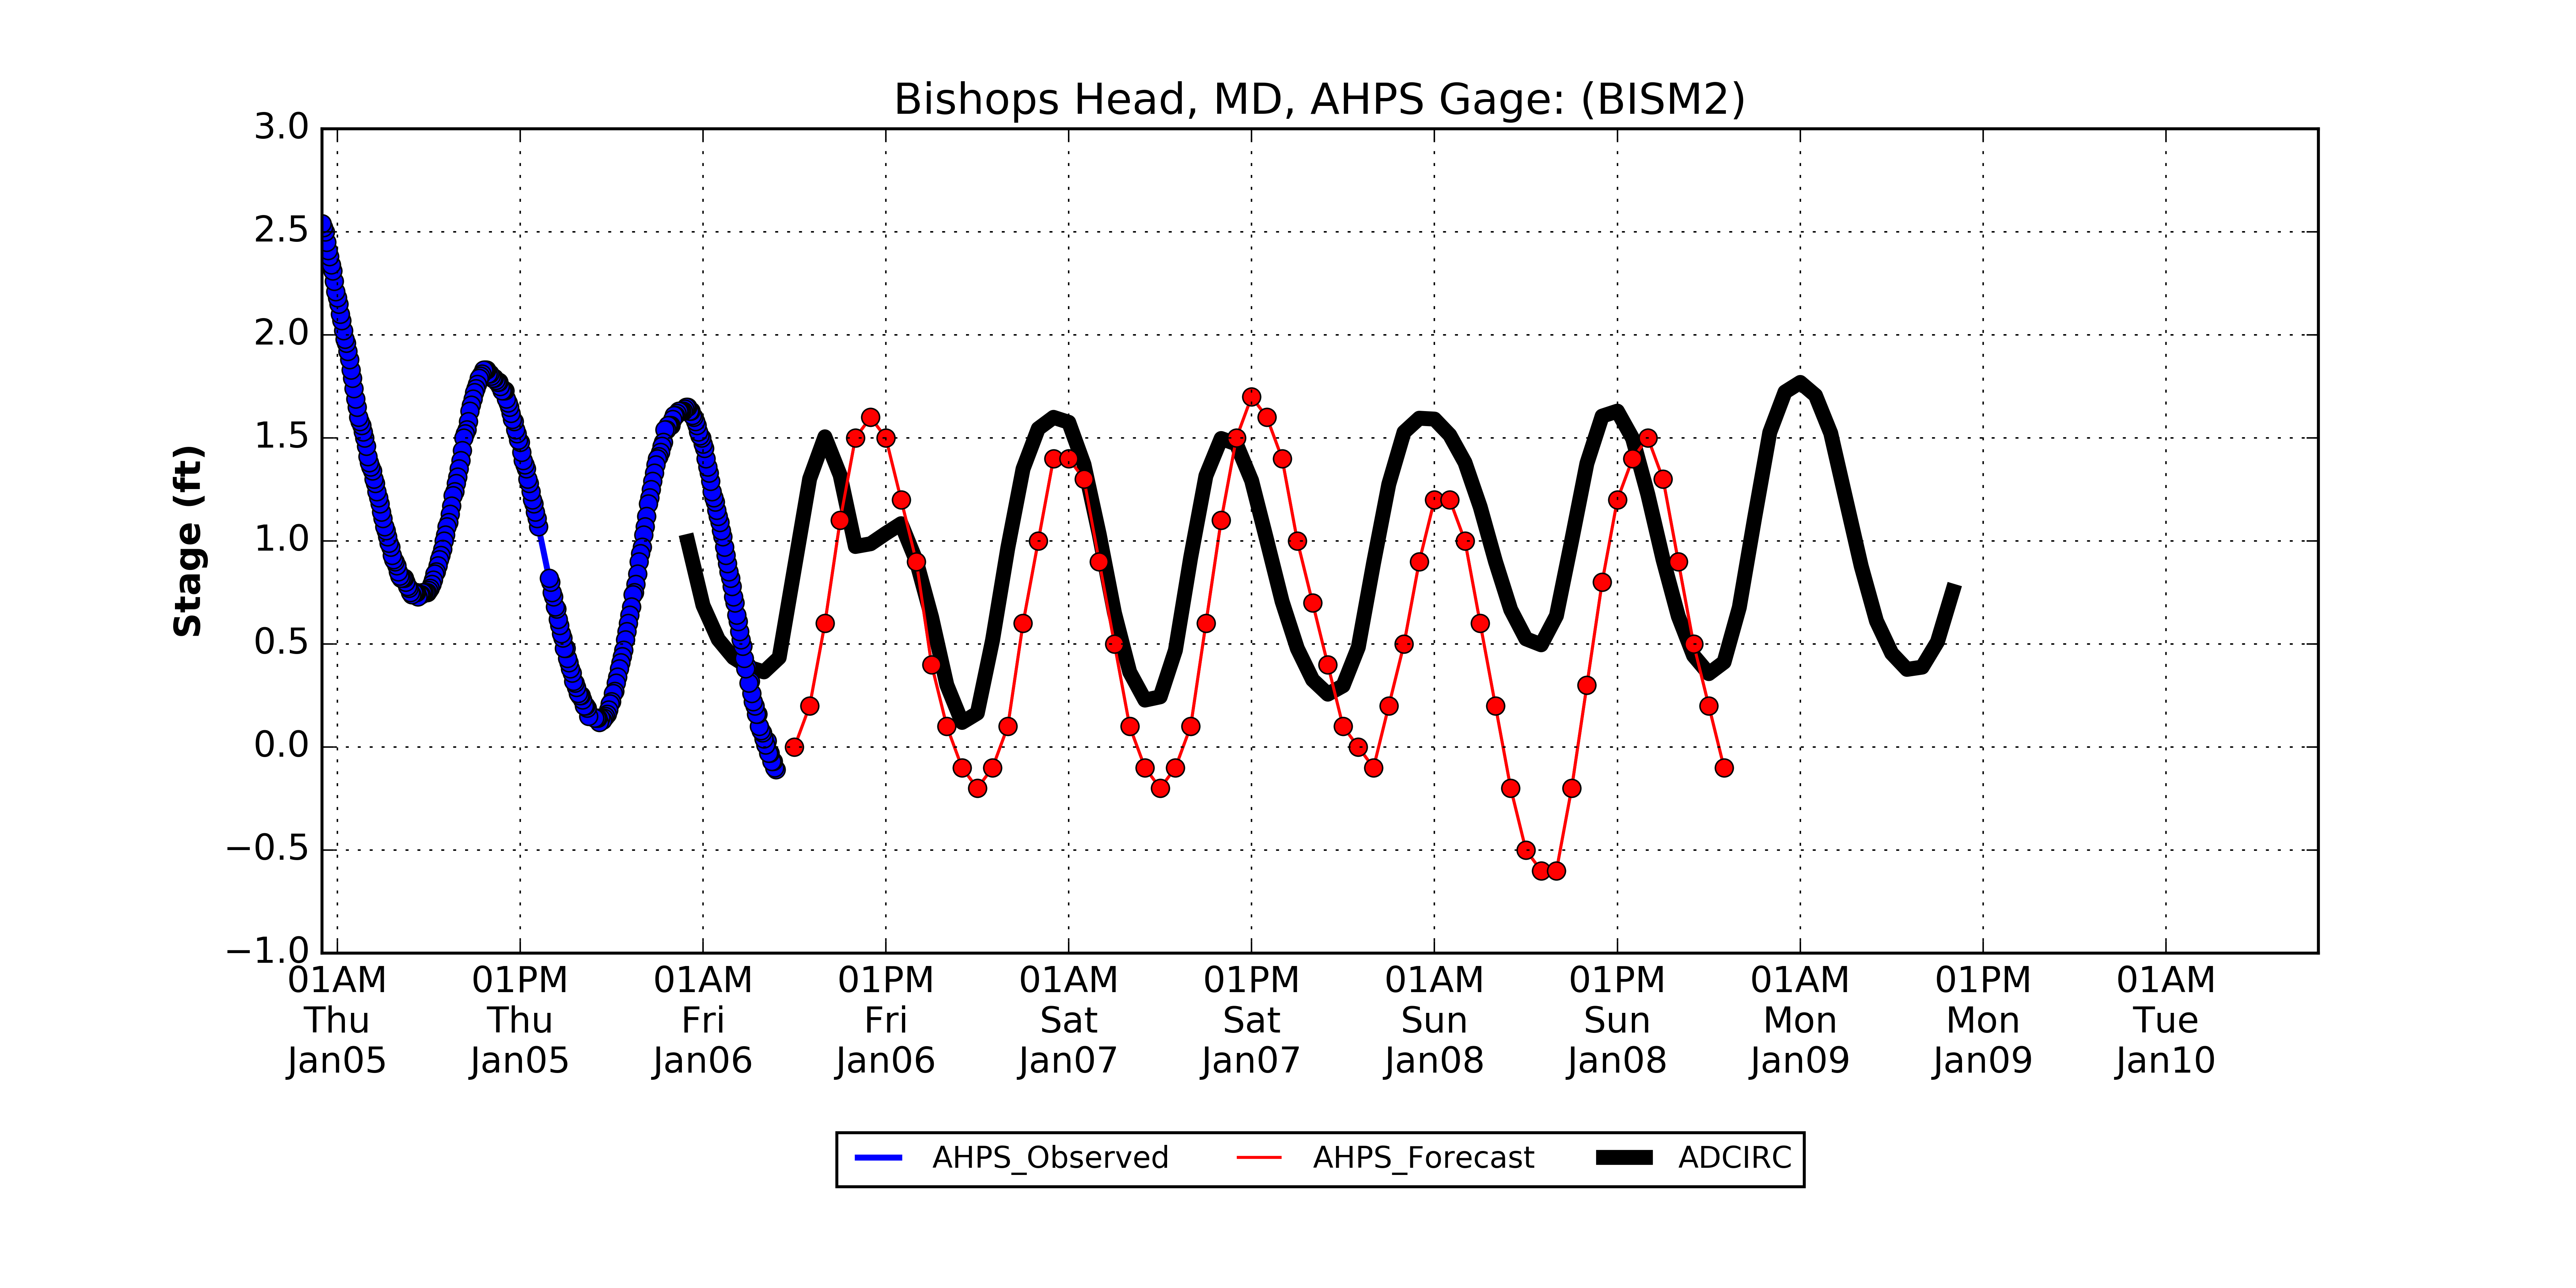 Bishops Head, MD, AHPS Gage: (BISM2)
3.0
2.5
2.0
1.5
1.0
0.5
0.0
−0.5
−1.0
Stage (ft)
01AM 01PM 01AM 01PM 01AM 01PM 01AM 01PM 01AM 01PM 01AM
Thu Thu Fri Fri Sat Sat Sun Sun Mon Mon Tue
Jan05 Jan05 Jan06 Jan06 Jan07 Jan07 Jan08 Jan08 Jan09 Jan09 Jan10
AHPS_Observed AHPS_Forecast ADCIRC